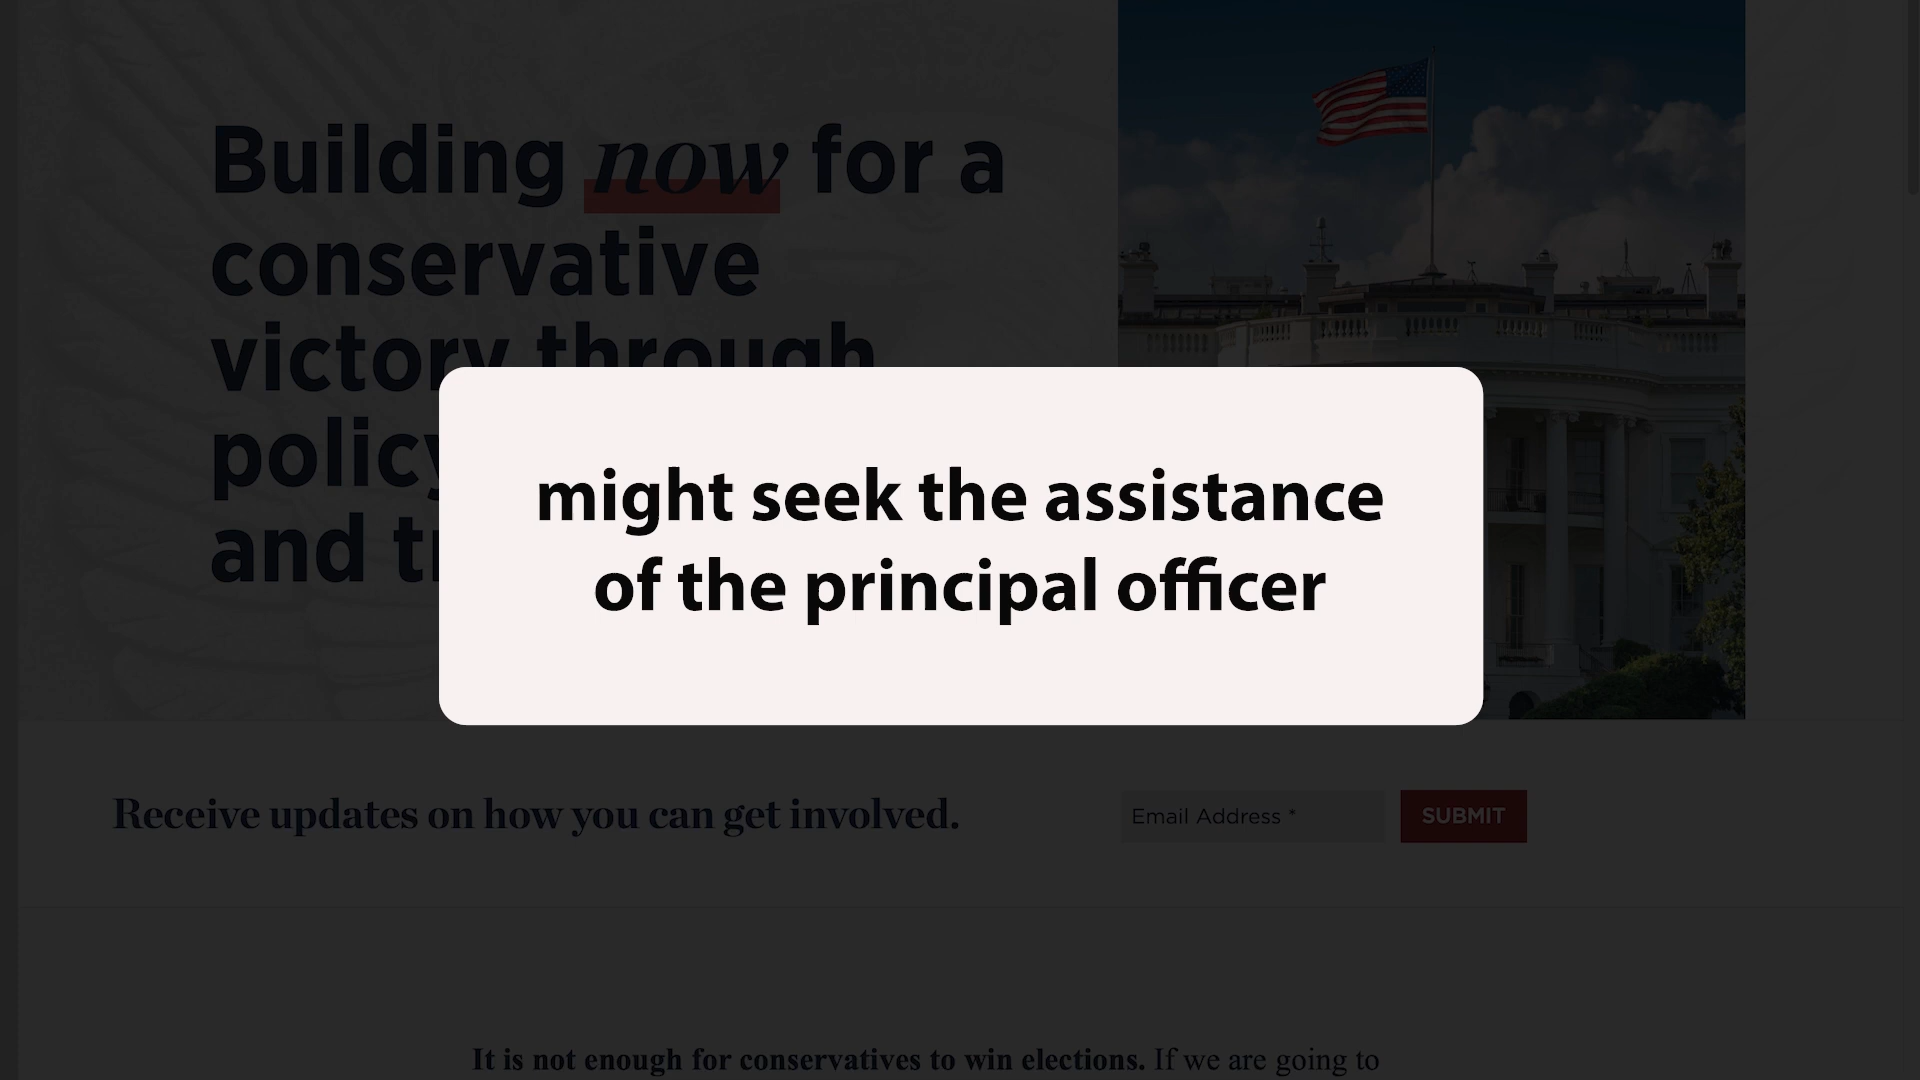 Building now for a
conservative
victory through
policy
and t
might seek the assistance
of the principal officer
Receive updates on how you can get involved.
Email Address *
SUBMIT
It is not enough for conservatives to win elections. If we are going to